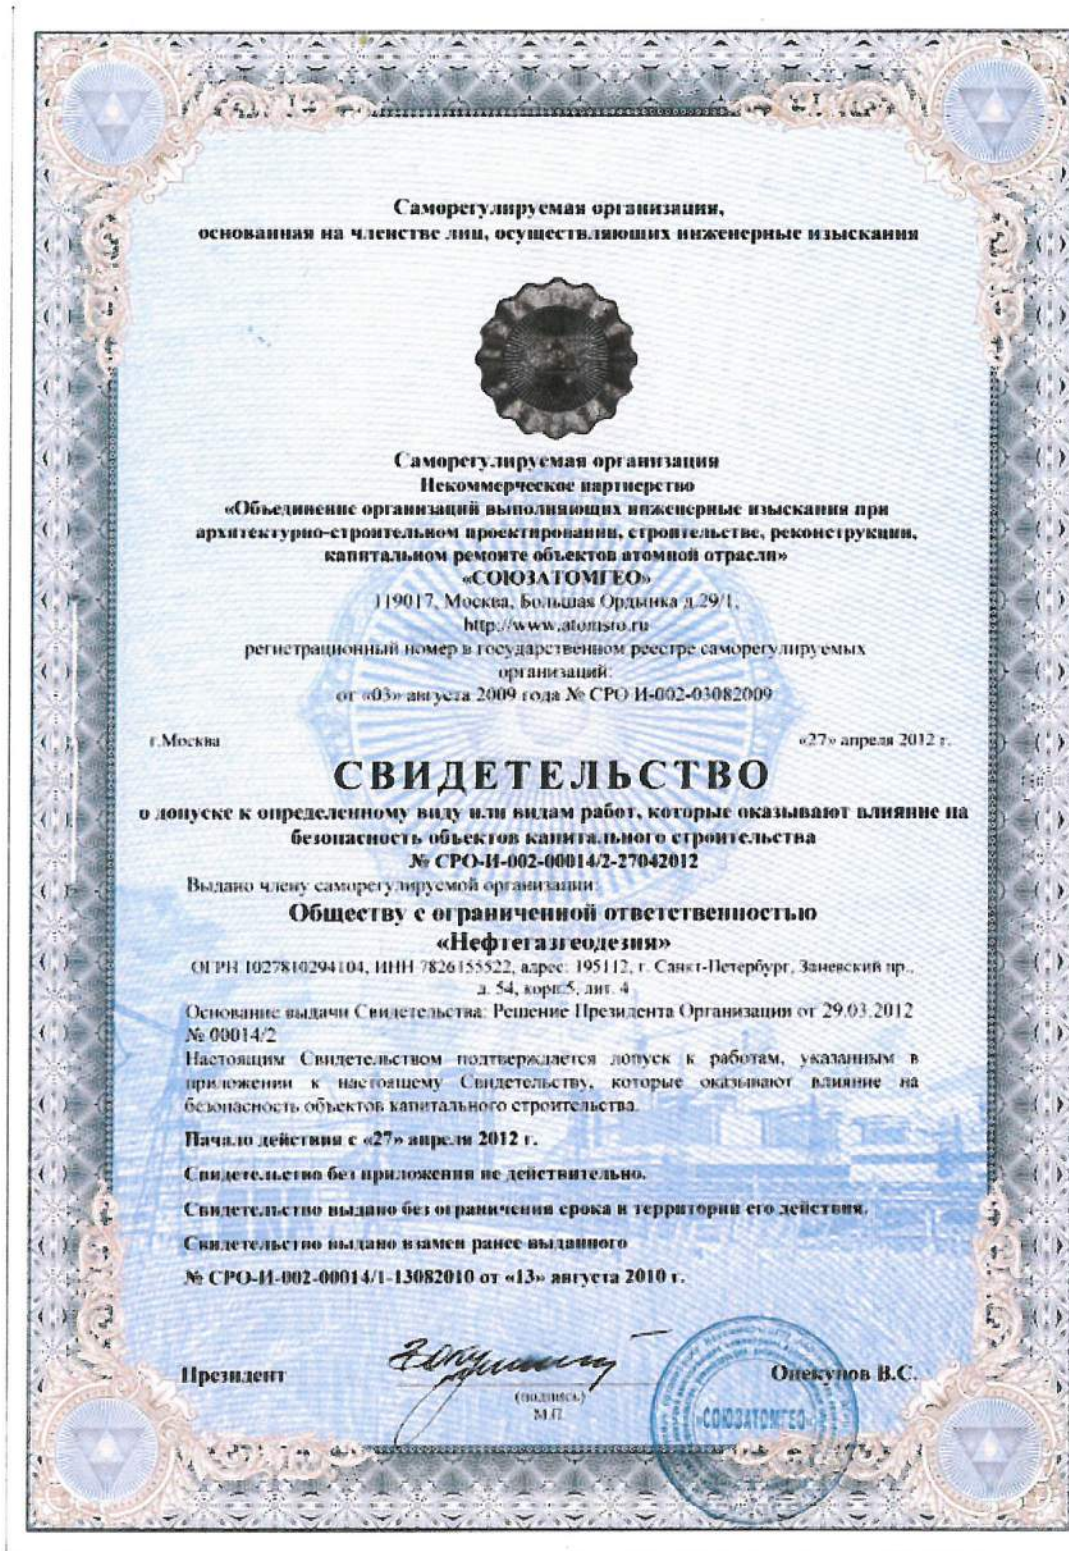 Саморегулируемая организация,
основанная на членстве лиц, осуществляющих инженерные изыскания
Саморегулируемая организация
Некоммерческое партнерство
«Объединение организаций выполняющих инженерные изыскания при
архитектурно-строительном проектировании, строительстве, реконструкции,
капитальном ремонте объектов атомной отрасли»
«СОЮЗАТОМГЕО»
119017, Москва, Большая Ордынка д.29/1,
http://www.atomsro.ru
регистрационный номер в государственном реестре саморегулируемых
организаций:
от «03» августа 2009 года № СРО И-002-03082009
г.Москва «27» апреля 2012 г.
СВИДЕТЕЛЬСТВО
о допуске к определенному виду или видам работ, которые оказывают влияние на
безопасность объектов капитального строительства
№ СРО-И-002-00014/2-27042012
Выдано члену саморегулируемой организации:
Обществу с ограниченной ответственностью
«Нефтегазгеодезия»
ОГРН 1027810294104, ИНН 7826155522, адрес: 195112, г. Санкт-Петербург, Заневский пр.,
д. 54, корп.5, лит. 4
Основание выдачи Свидетельства: Решение Президента Организации от 29.03.2012
№ 00014/2
Настоящим Свидетельством подтверждается допуск к работам, указанным в
приложении к настоящему Свидетельству, которые оказывают влияние на
безопасность объектов капитального строительства.
Начало действия с «27» апреля 2012 г.
Свидетельство без приложения не действительно.
Свидетельство выдано без ограничения срока и территории его действия.
Свидетельство выдано взамен ранее выданного
№ СРО-И-002-00014/1-13082010 от «13» августа 2010 г.
Президент Опекунов В.С.
(подпись)
М.П.
«СОЮЗАТОМГЕО»